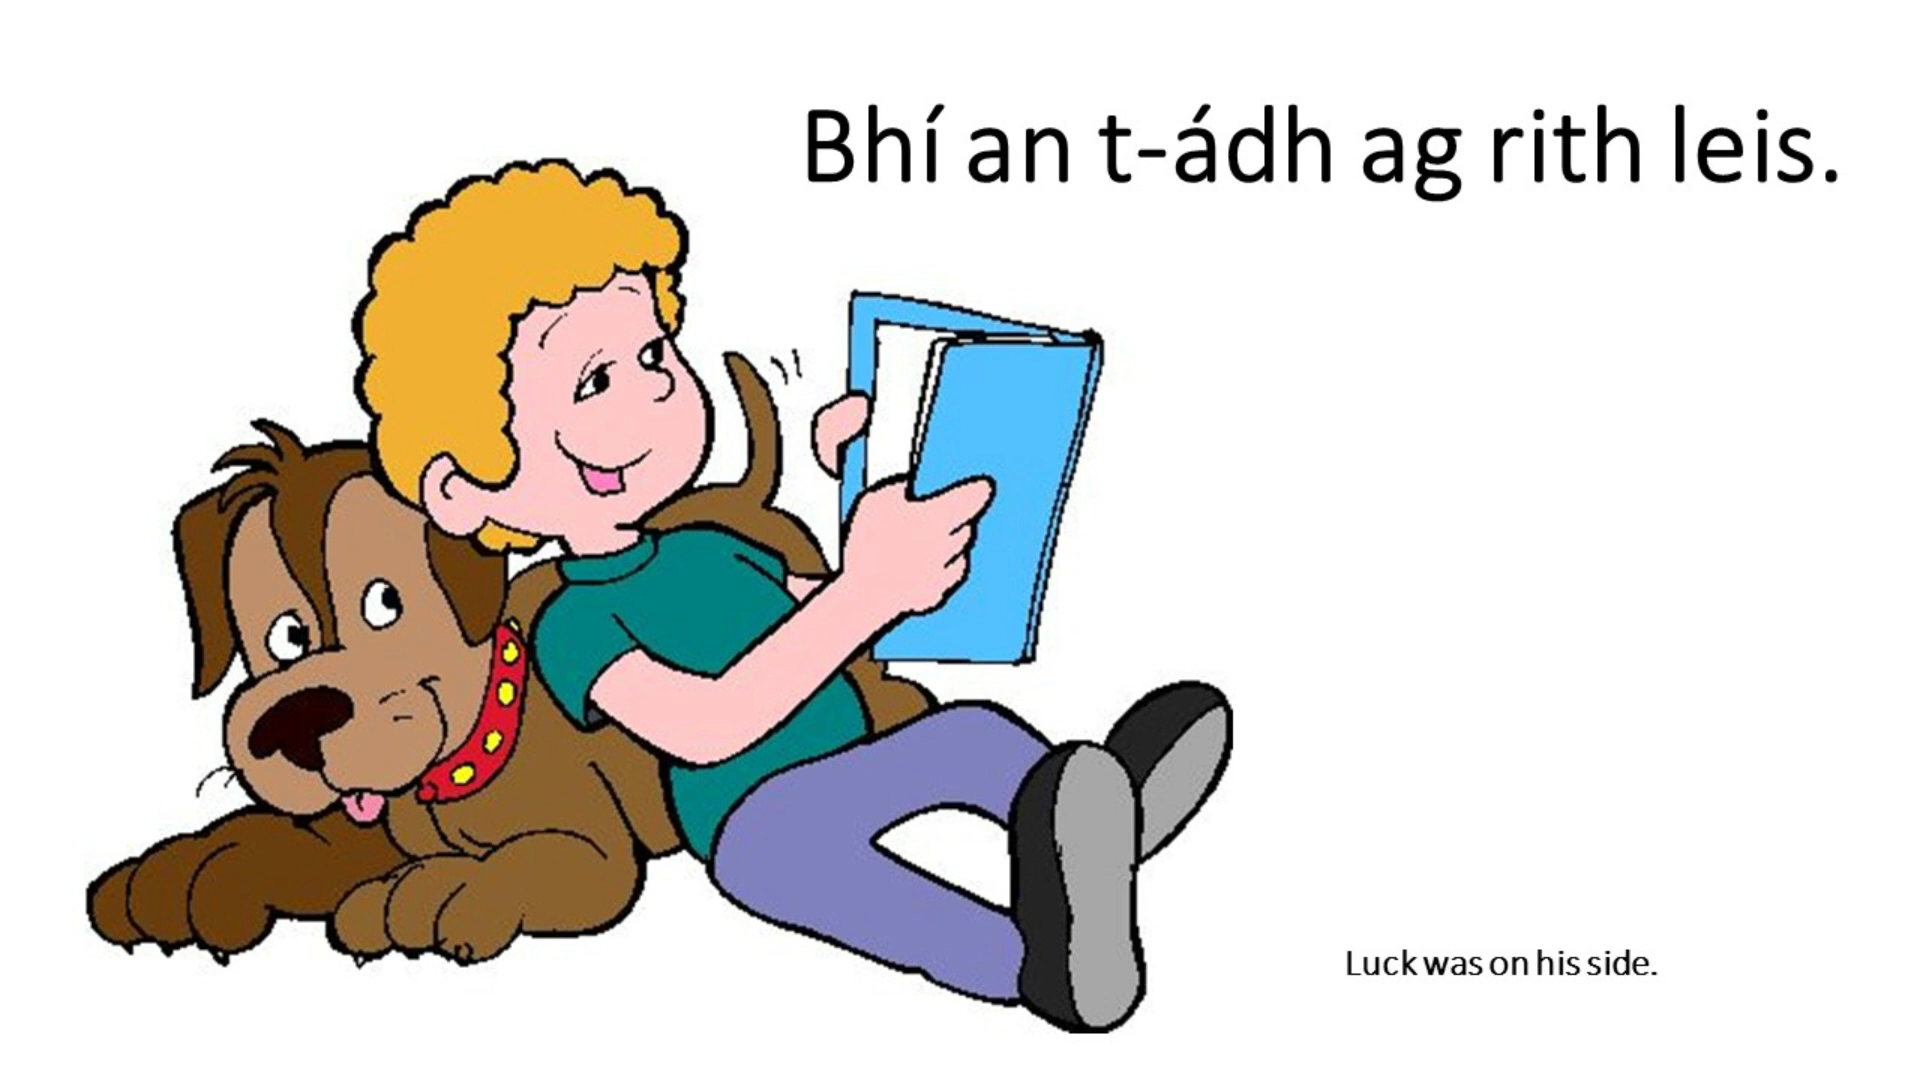 Bhí an t-ádh ag rith leis.
Luck was on his side.